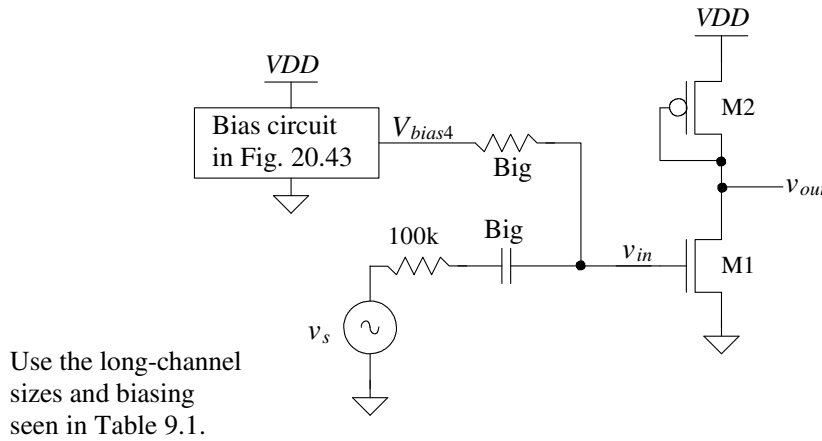 VDD
VDD
M2
Bias circuit
in Fig. 20.43
Vbias4
Big
vout
100k
Big
vin
M1
vs
Use the long-channel
sizes and biasing
seen in Table 9.1.